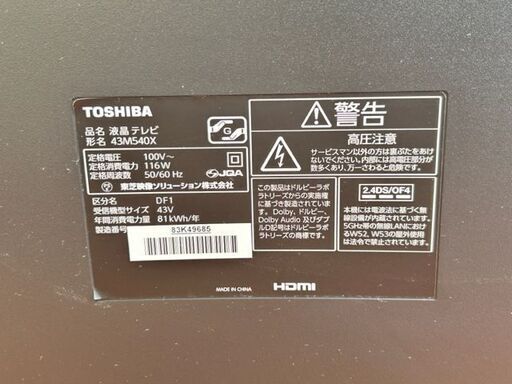 TOSHIBA
品名 液晶テレビ
形名 43M540X
定格電圧 100V～
定格消費電力 116W
定格周波数 50/60 Hz
JQA
東芝映像ソリューション株式会社
区分名 DF1
受信機型サイズ 43V
年間消費電力量 81kWh/年
83K49685
MADE IN CHINA
警告
高圧注意
サービスマン以外の方は裏ぶたをあけないでください。内部には高電圧部分が数多くあり、万一さわると危険です。
この製品はドルビーラボ
ラトリーズの実施権に基
づき製造されています。
Dolby、ドルビー、
Dolby Audio 及びダブ
ルD記号はドルビーラボ
ラトリーズの商標です。
2.4DS/OF4
本機には電波法に基づく無
線設備が内蔵されています。
5GHz帯の無線LANにおけ
るW52、W53の屋外使用
は法令で禁止されています。
HDMI